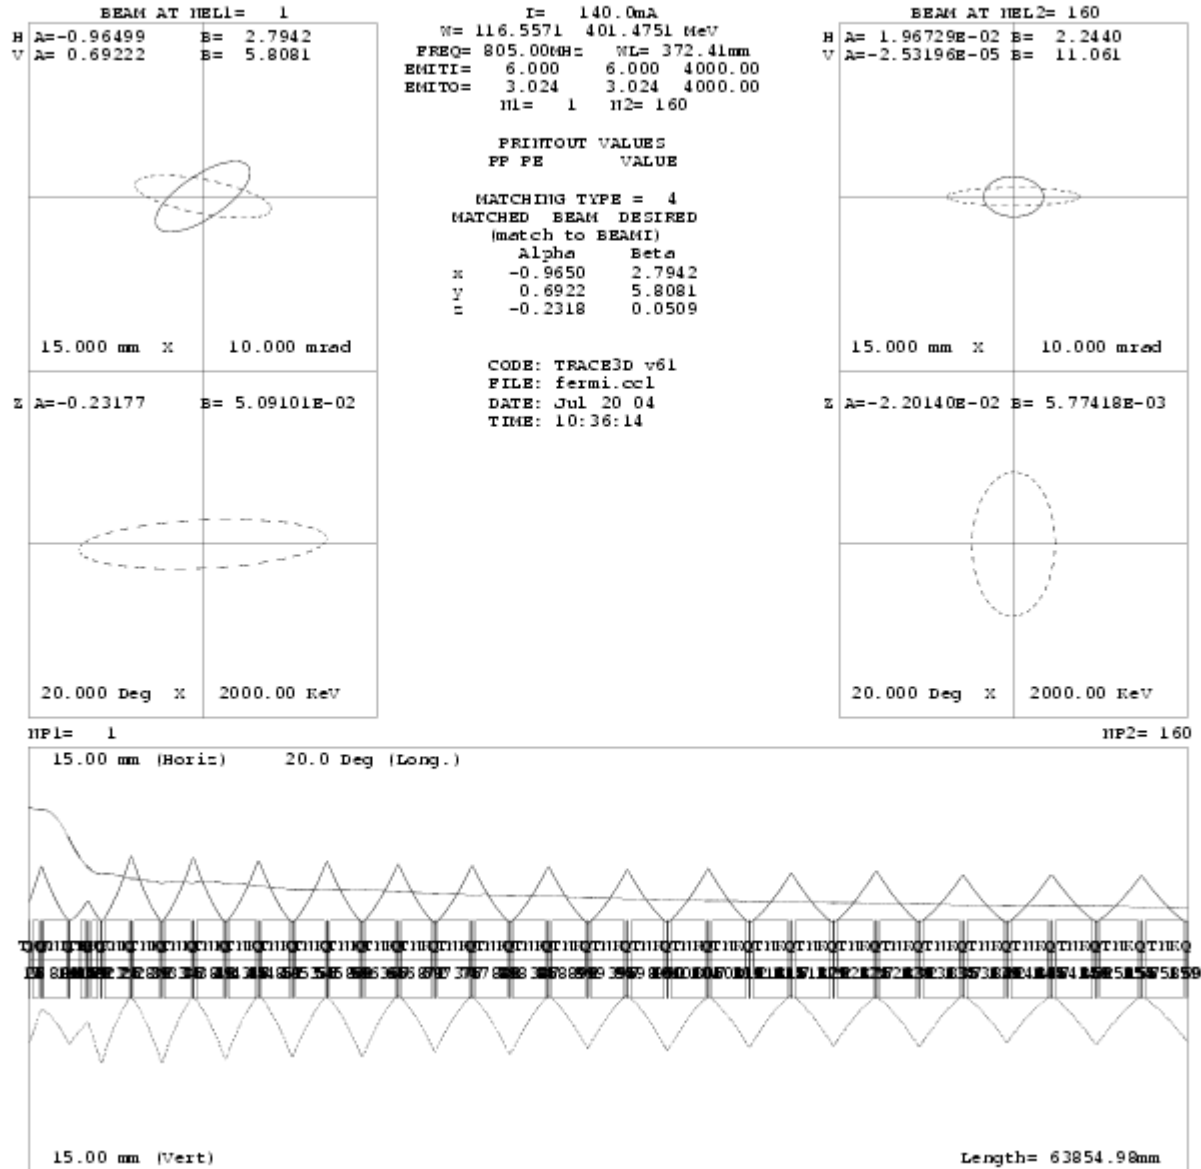 BEAM AT NEL1= 1
H A=-0.96499 B= 2.7942
V A= 0.69222 B= 5.8081
I= 140.0mA
W= 116.5571 401.4751 MeV
FREQ= 805.00MHz WL= 372.41mm
EMITI= 6.000 6.000 4000.00
EMITO= 3.024 3.024 4000.00
N1= 1 N2= 160
PRINTOUT VALUES
PP PE VALUE
MATCHING TYPE = 4
MATCHED BEAM DESIRED
(match to BEAMI)
Alpha Beta
x -0.9650 2.7942
y 0.6922 5.8081
z -0.2318 0.0509
CODE: TRACE3D v61
FILE: fermi.ccl
DATE: Jul 20 04
TIME: 10:36:14
BEAM AT NEL2= 160
H A= 1.96729E-02 B= 2.2440
V A=-2.53196E-05 B= 11.061
15.000 mm X 10.000 mrad
15.000 mm X 10.000 mrad
Z A=-0.23177 B= 5.09101E-02
Z A=-2.20140E-02 B= 5.77418E-03
20.000 Deg X 2000.00 KeV
20.000 Deg X 2000.00 KeV
NP1= 1
NP2= 160
15.00 mm (Horiz) 20.0 Deg (Long.)
15.00 mm (Vert)
Length= 63854.98mm